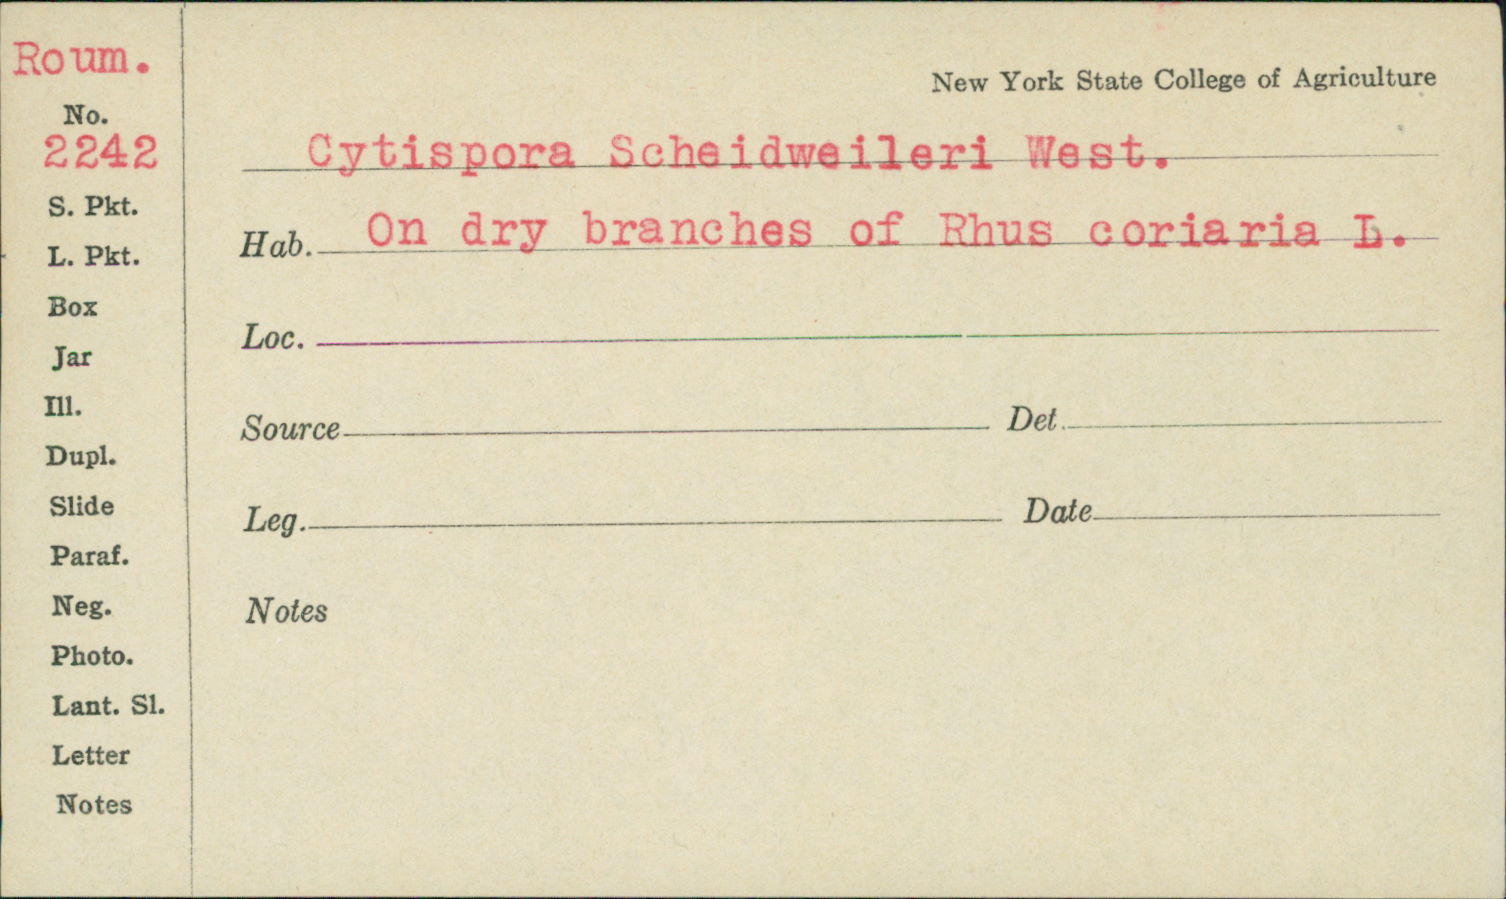 Roum.
No.
2242
S. Pkt.
L. Pkt.
Box
Jar
Ill.
Dupl.
Slide
Paraf.
Neg.
Photo.
Lant. Sl.
Letter
Notes
New York State College of Agriculture
Cytispora Scheidweileri West.
Hab. On dry branches of Rhus coriaria L.
Loc.
Source Det.
Leg. Date
Notes